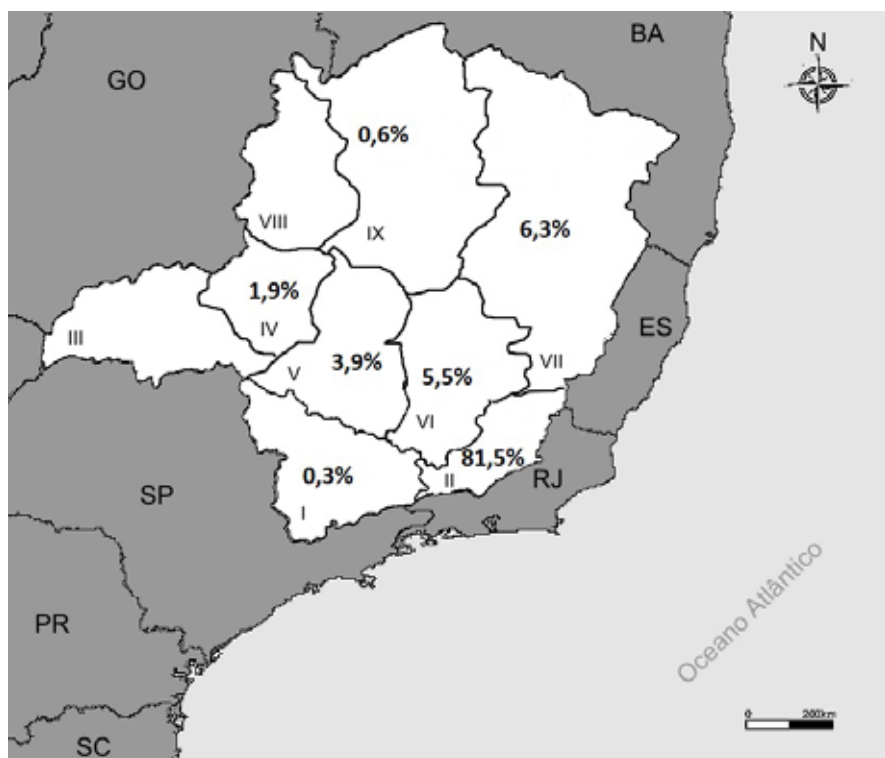 BA
N
GO
0,6%
VIII
IX
6,3%
1,9%
III
IV
ES
V
3,9%
5,5%
VII
VI
81,5%
II
RJ
SP
0,3%
I
PR
Oceano Atlântico
0
200km
SC